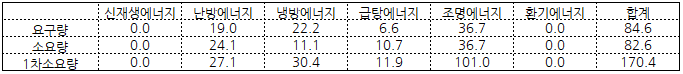 신재생에너지 난방에너지 냉방에너지 급탕에너지 조명에너지 환기에너지 합계
요구량 0.0 19.0 22.2 6.6 36.7 0.0 84.6
소요량 0.0 24.1 11.1 10.7 36.7 0.0 82.6
1차소요량 0.0 27.1 30.4 11.9 101.0 0.0 170.4